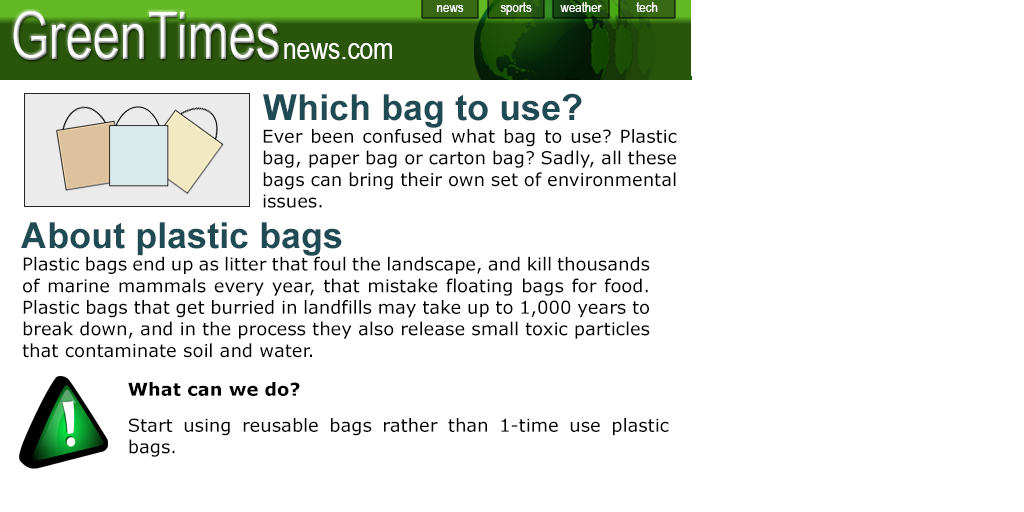 news sports weather tech
GreenTimesnews.com
Which bag to use?
Ever been confused what bag to use? Plastic
bag, paper bag or carton bag? Sadly, all these
bags can bring their own set of environmental
issues.
About plastic bags
Plastic bags end up as litter that foul the landscape, and kill thousands
of marine mammals every year, that mistake floating bags for food.
Plastic bags that get burried in landfills may take up to 1,000 years to
break down, and in the process they also release small toxic particles
that contaminate soil and water.
What can we do?
Start using reusable bags rather than 1-time use plastic
bags.